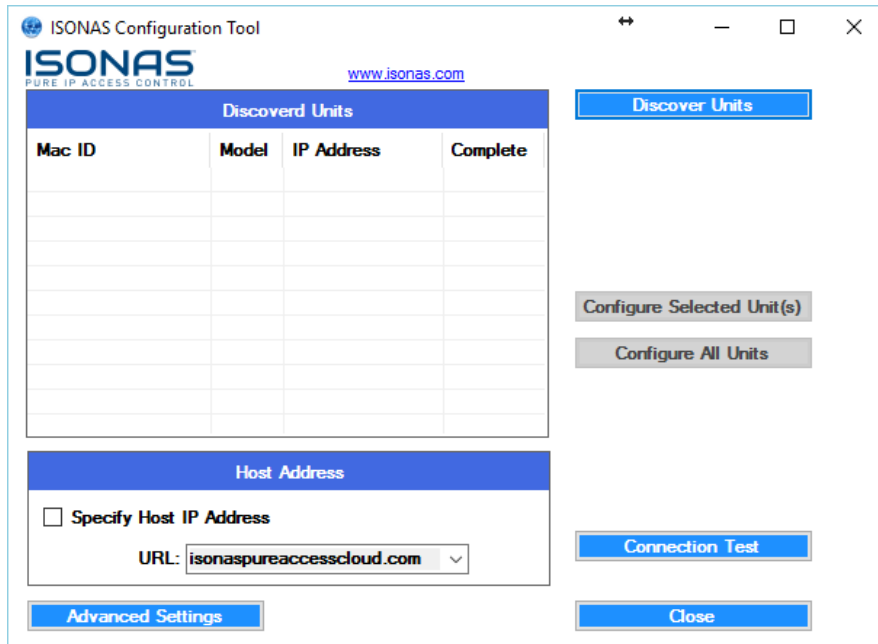 ISONAS Configuration Tool
ISONAS
PURE IP ACCESS CONTROL
www.isonas.com
Discoverd Units
Mac ID Model IP Address Complete
Discover Units
Configure Selected Unit(s)
Configure All Units
Host Address
Specify Host IP Address
URL: isonaspureaccesscloud.com
Connection Test
Advanced Settings
Close